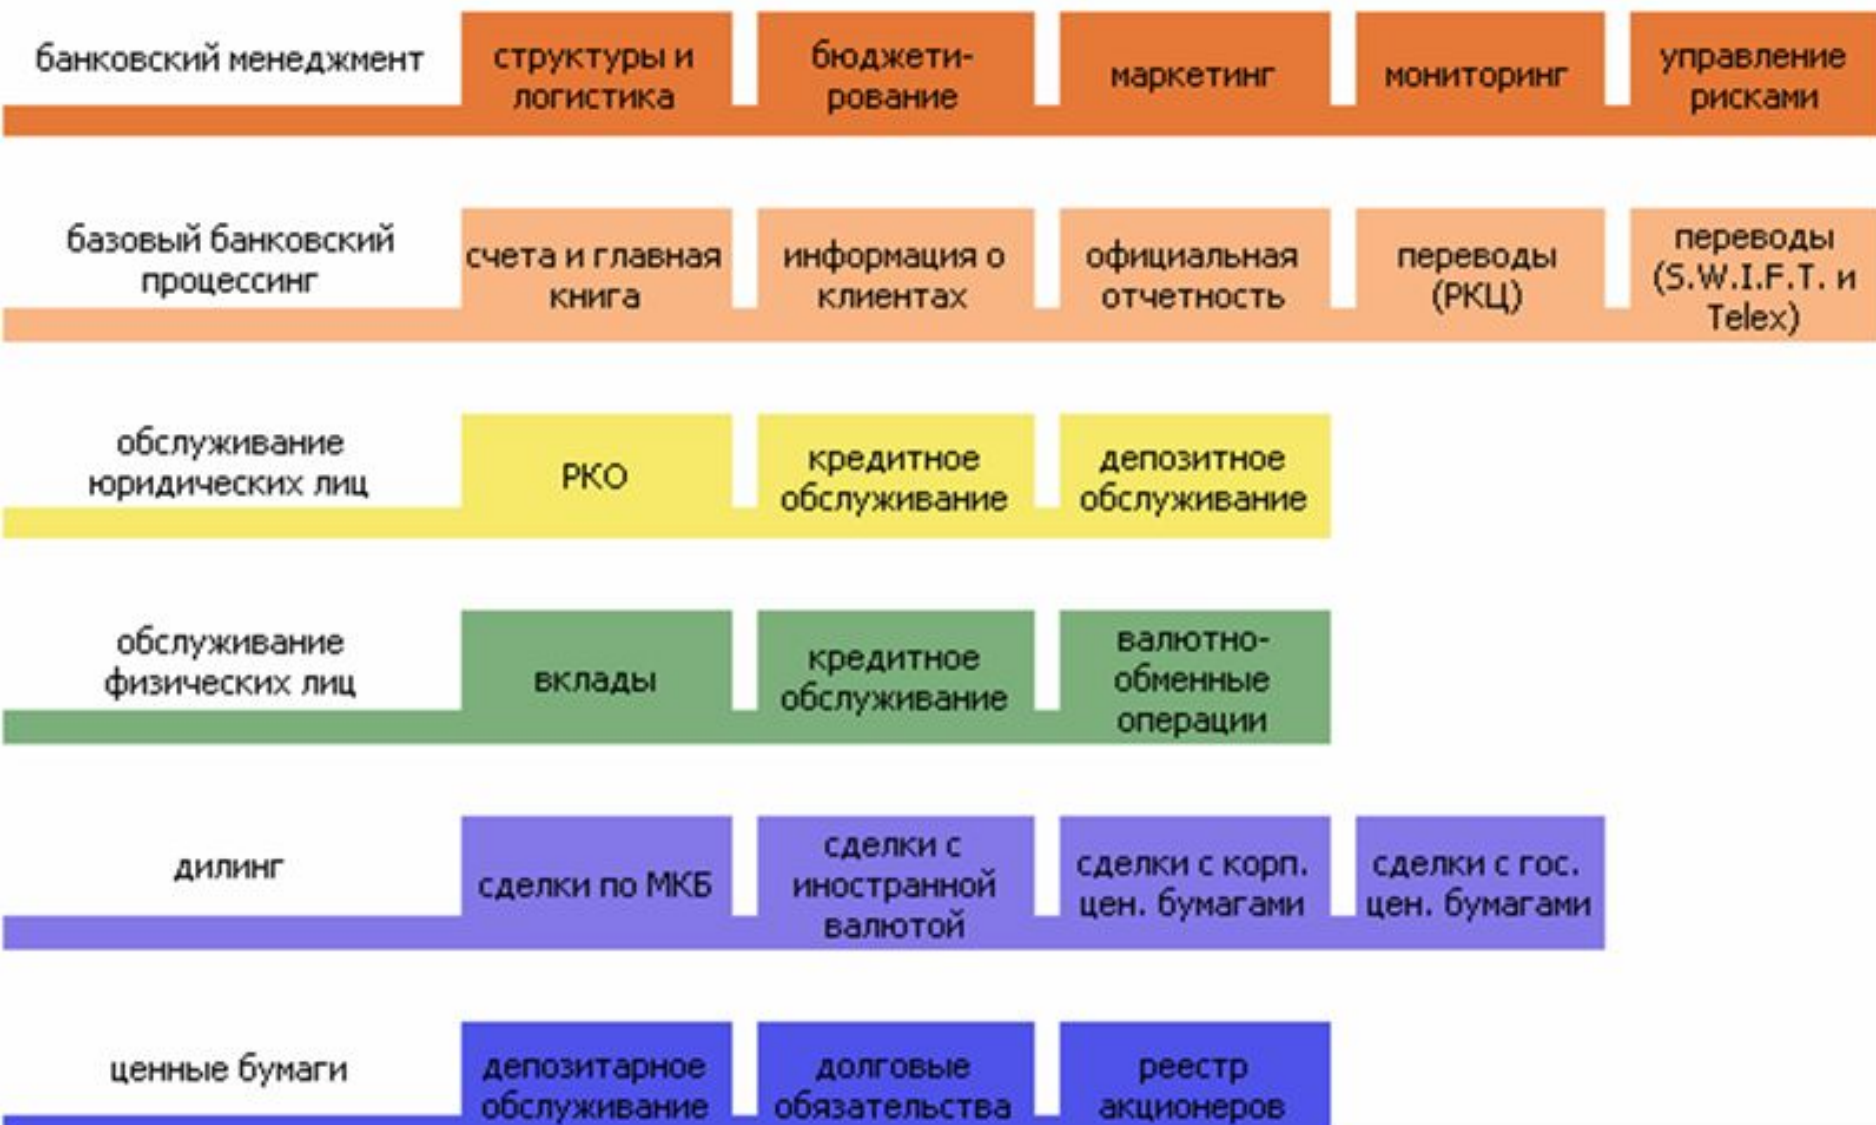 банковский менеджмент
структуры и
логистика
бюджети-
рование
маркетинг
мониторинг
управление
рисками
базовый банковский
процессинг
счета и главная
книга
информация о
клиентах
официальная
отчетность
переводы
(РКЦ)
переводы
(S.W.I.F.T. и
Telex)
обслуживание
юридических лиц
РКО
кредитное
обслуживание
депозитное
обслуживание
обслуживание
физических лиц
вклады
кредитное
обслуживание
валютно-
обменные
операции
дилинг
сделки по МКБ
сделки с
иностранной
валютой
сделки с корп.
цен. бумагами
сделки с гос.
цен. бумагами
ценные бумаги
депозитарное
обслуживание
долговые
обязательства
реестр
акционеров